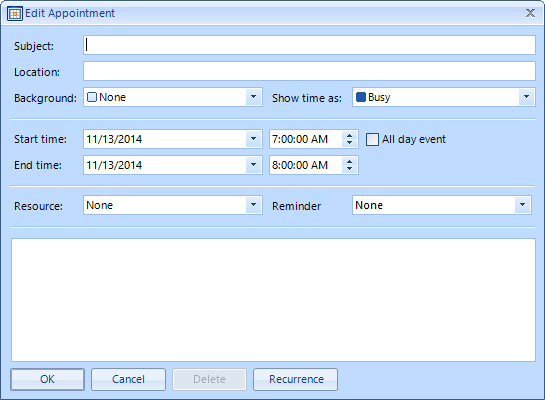 Edit Appointment
Subject:
Location:
Background: None Show time as: Busy
Start time: 11/13/2014 7:00:00 AM All day event
End time: 11/13/2014 8:00:00 AM
Resource: None Reminder None
OK Cancel Delete Recurrence